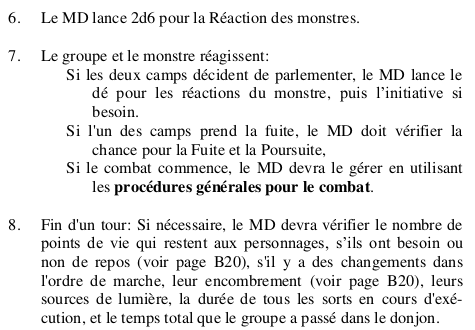 6. Le MD lance 2d6 pour la Réaction des monstres.
7. Le groupe et le monstre réagissent:
Si les deux camps décident de parlementer, le MD lance le
dé pour les réactions du monstre, puis l'initiative si
besoin.
Si l'un des camps prend la fuite, le MD doit vérifier la
chance pour la Fuite et la Poursuite,
Si le combat commence, le MD devra le gérer en utilisant
les procédures générales pour le combat.
8. Fin d'un tour: Si nécessaire, le MD devra vérifier le nombre de
points de vie qui restent aux personnages, s'ils ont besoin ou
non de repos (voir page B20), s'il y a des changements dans
l'ordre de marche, leur encombrement (voir page B20), leurs
sources de lumière, la durée de tous les sorts en cours d'exé-
cution, et le temps total que le groupe a passé dans le donjon.